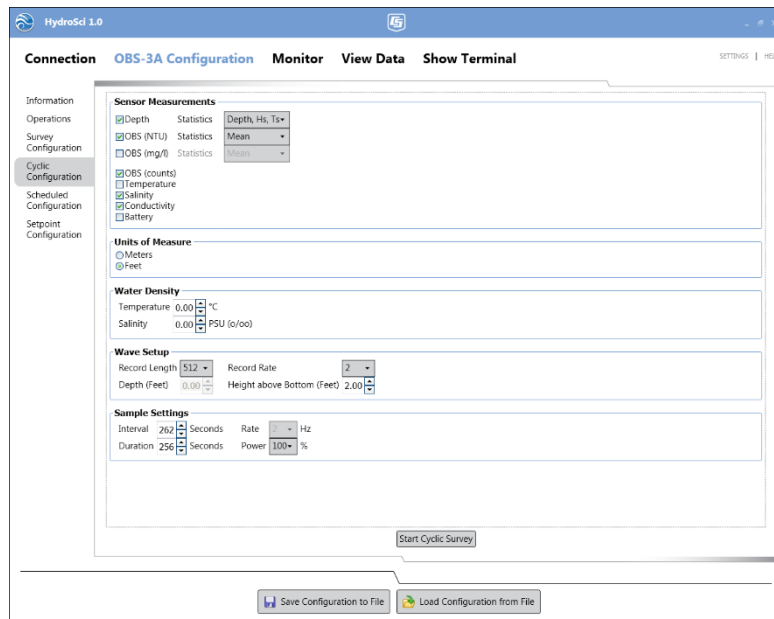 HydroSci 1.0
Connection OBS-3A Configuration Monitor View Data Show Terminal
SETTINGS | HE
Information
Operations
Survey
Configuration
Cyclic
Configuration
Scheduled
Configuration
Setpoint
Configuration
Sensor Measurements
Depth Statistics Depth, Hs, Ts
OBS (NTU) Statistics Mean
OBS (mg/l) Statistics Mean
OBS (counts)
Temperature
Salinity
Conductivity
Battery
Units of Measure
Meters
Feet
Water Density
Temperature 0.00 °C
Salinity 0.00 PSU (o/oo)
Wave Setup
Record Length 512 Record Rate 2
Depth (Feet) 0.00 Height above Bottom (Feet) 2.00
Sample Settings
Interval 262 Seconds Rate 2 Hz
Duration 256 Seconds Power 100 %
Start Cyclic Survey
Save Configuration to File Load Configuration from File